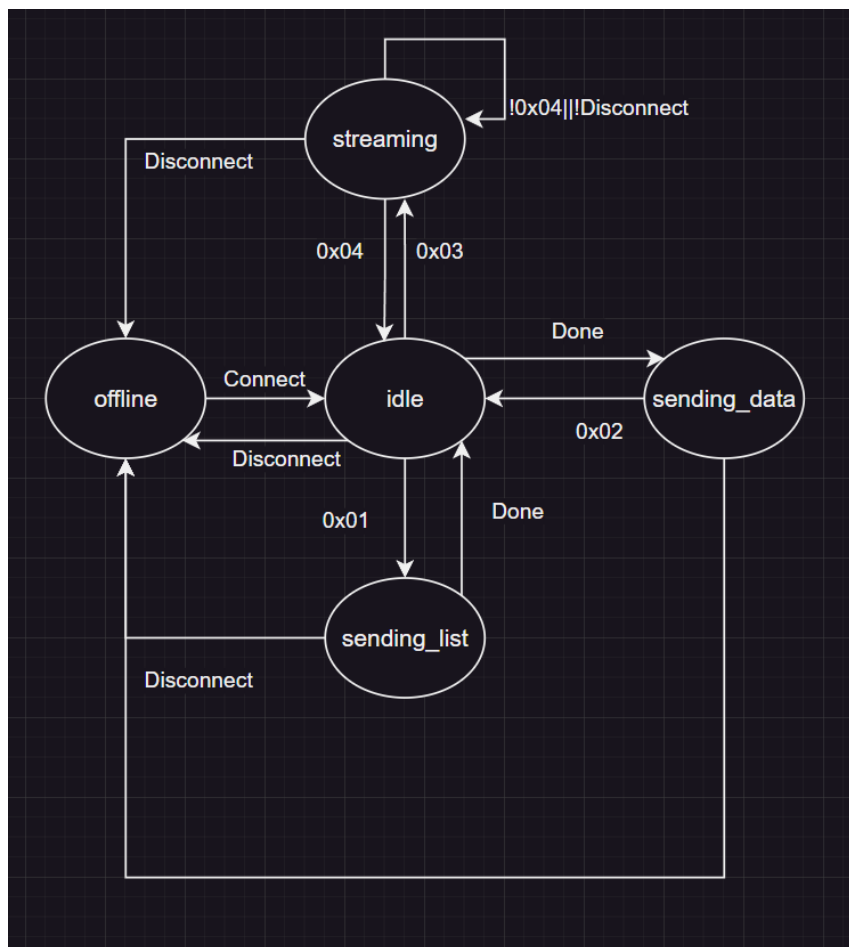 !0x04||!Disconnect
streaming
Disconnect
0x04
0x03
Done
Connect
offline
idle
sending_data
0x02
Disconnect
0x01
Done
sending_list
Disconnect